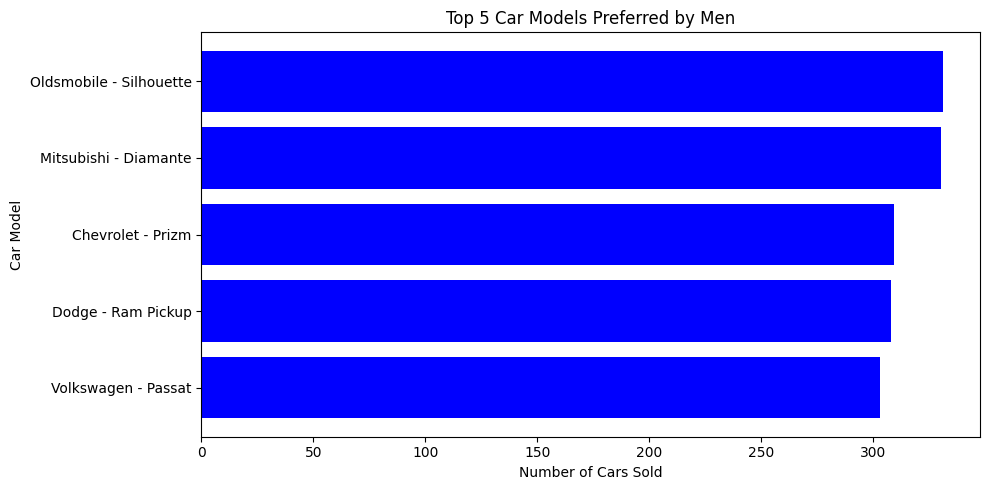 Top 5 Car Models Preferred by Men
Car Model
Oldsmobile - Silhouette
Mitsubishi - Diamante
Chevrolet - Prizm
Dodge - Ram Pickup
Volkswagen - Passat
0 50 100 150 200 250 300
Number of Cars Sold